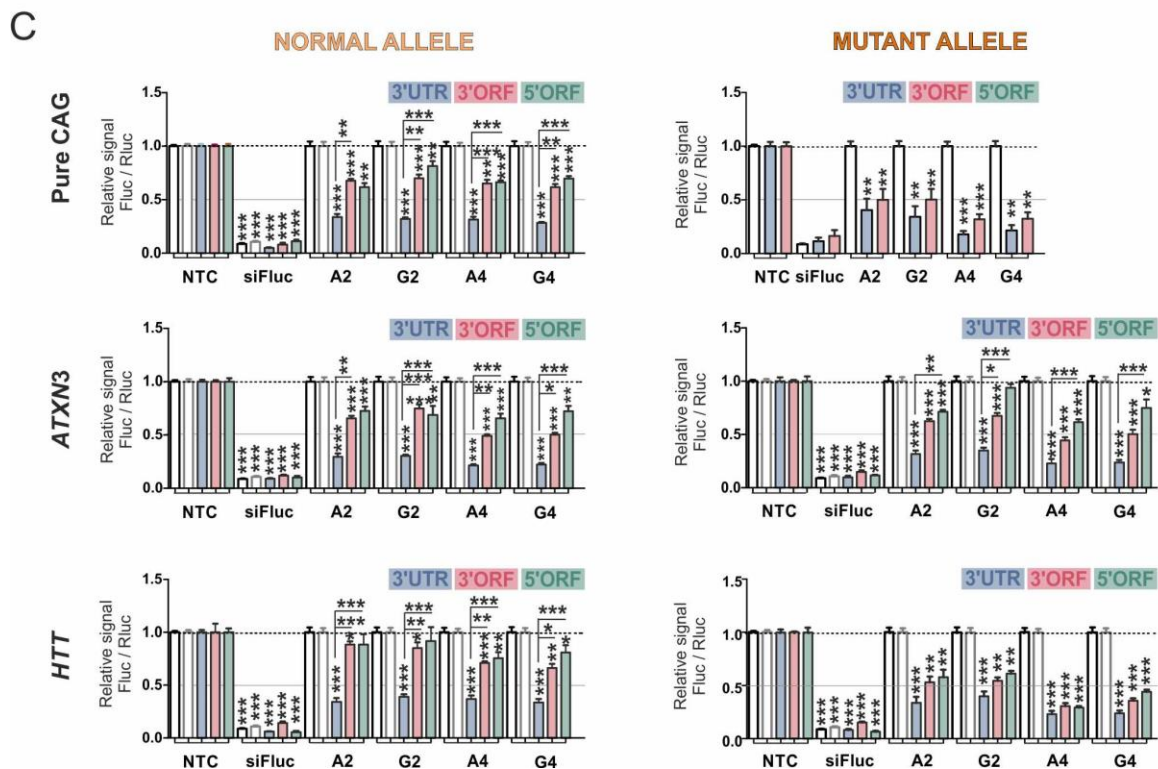 C
NORMAL ALLELE
MUTANT ALLELE
Pure CAG
Relative signal
Fluc / Rluc
1.5
1.0
0.5
0.0
3'UTR 3'ORF 5'ORF
NTC siFluc A2 G2 A4 G4
Relative signal
Fluc / Rluc
1.5
1.0
0.5
0.0
3'UTR 3'ORF 5'ORF
NTC siFluc A2 G2 A4 G4
ATXN3
Relative signal
Fluc / Rluc
1.5
1.0
0.5
0.0
3'UTR 3'ORF 5'ORF
NTC siFluc A2 G2 A4 G4
Relative signal
Fluc / Rluc
1.5
1.0
0.5
0.0
3'UTR 3'ORF 5'ORF
NTC siFluc A2 G2 A4 G4
HTT
Relative signal
Fluc / Rluc
1.5
1.0
0.5
0.0
3'UTR 3'ORF 5'ORF
NTC siFluc A2 G2 A4 G4
Relative signal
Fluc / Rluc
1.5
1.0
0.5
0.0
3'UTR 3'ORF 5'ORF
NTC siFluc A2 G2 A4 G4